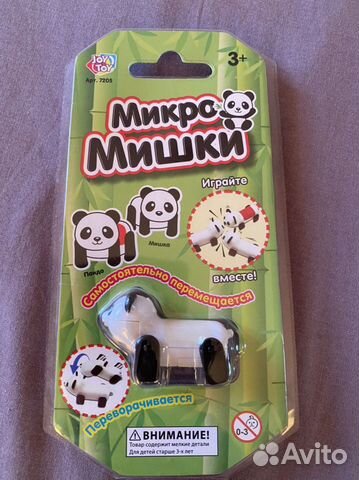 JOY TOY
Арт. 7205
3+
Микро
Мишки
Играйте
Мишка
Панда
вместе!
Самостоятельно перемещается
Переворачивается
ВНИМАНИЕ!
Товар содержит мелкие детали
Для детей старше 3-х лет
0-3
Avito